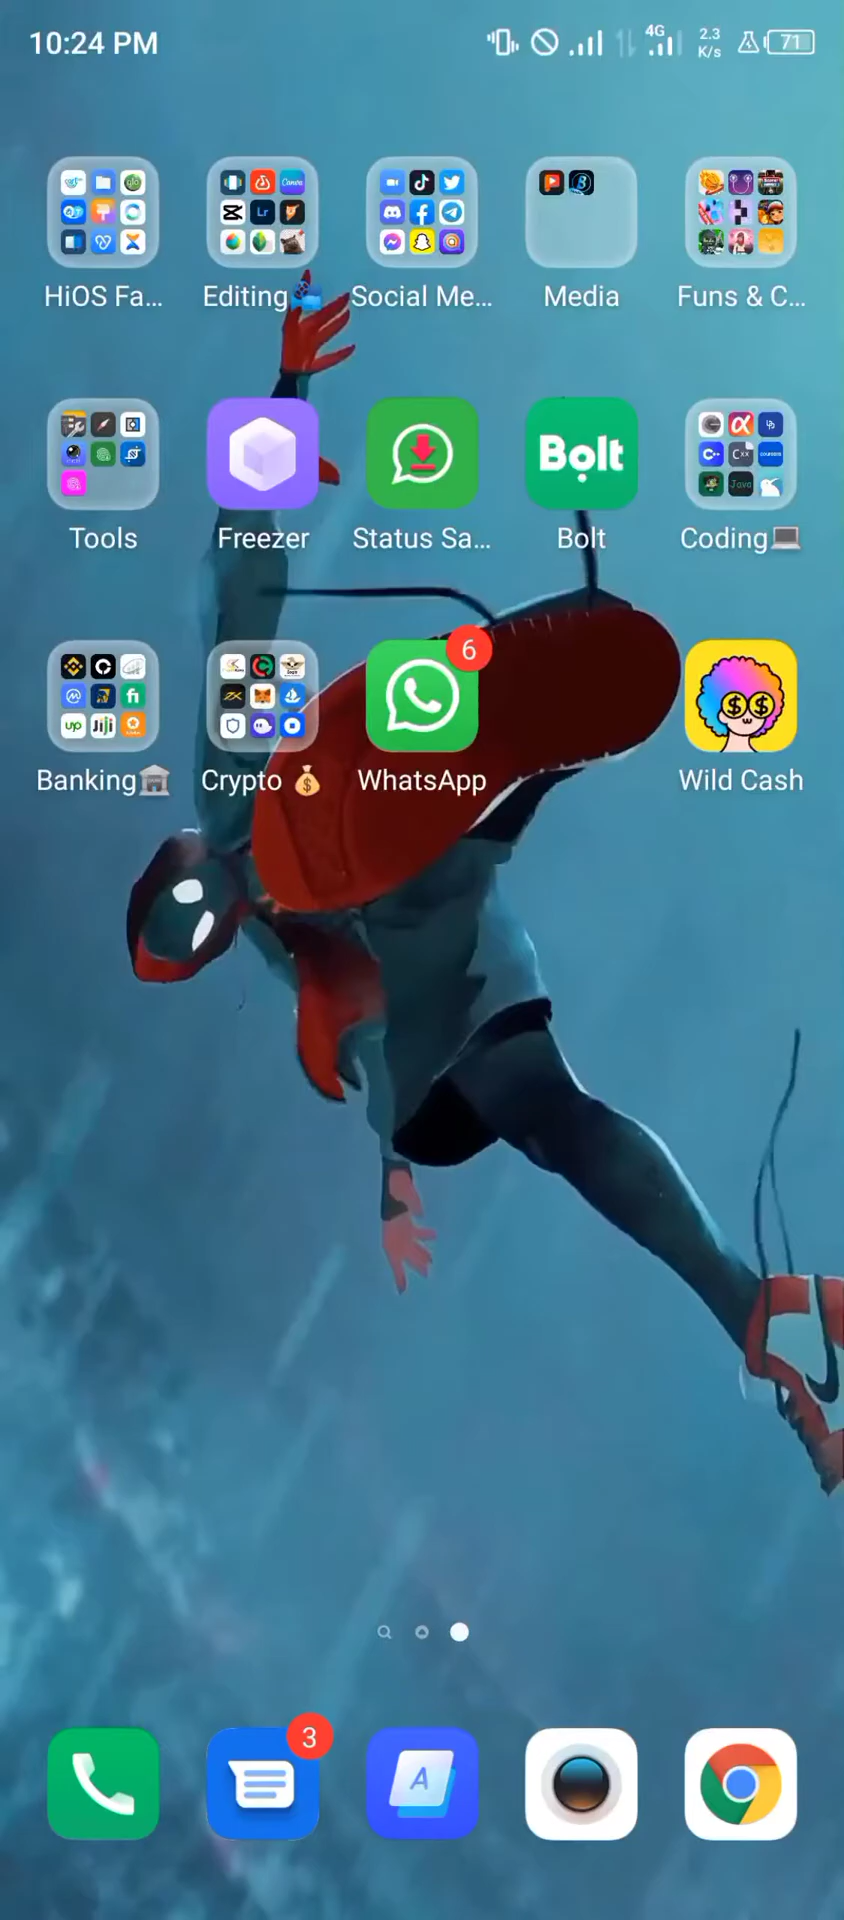 10:24 PM
4G
2.3
K/s
71
HiOS Fa...
Editing
Social Me...
Media
Funs & C...
Bolt
Tools
Freezer
Status Sa...
Bolt
Coding💻
6
Banking🏛
Crypto 💰
WhatsApp
Wild Cash
3
A